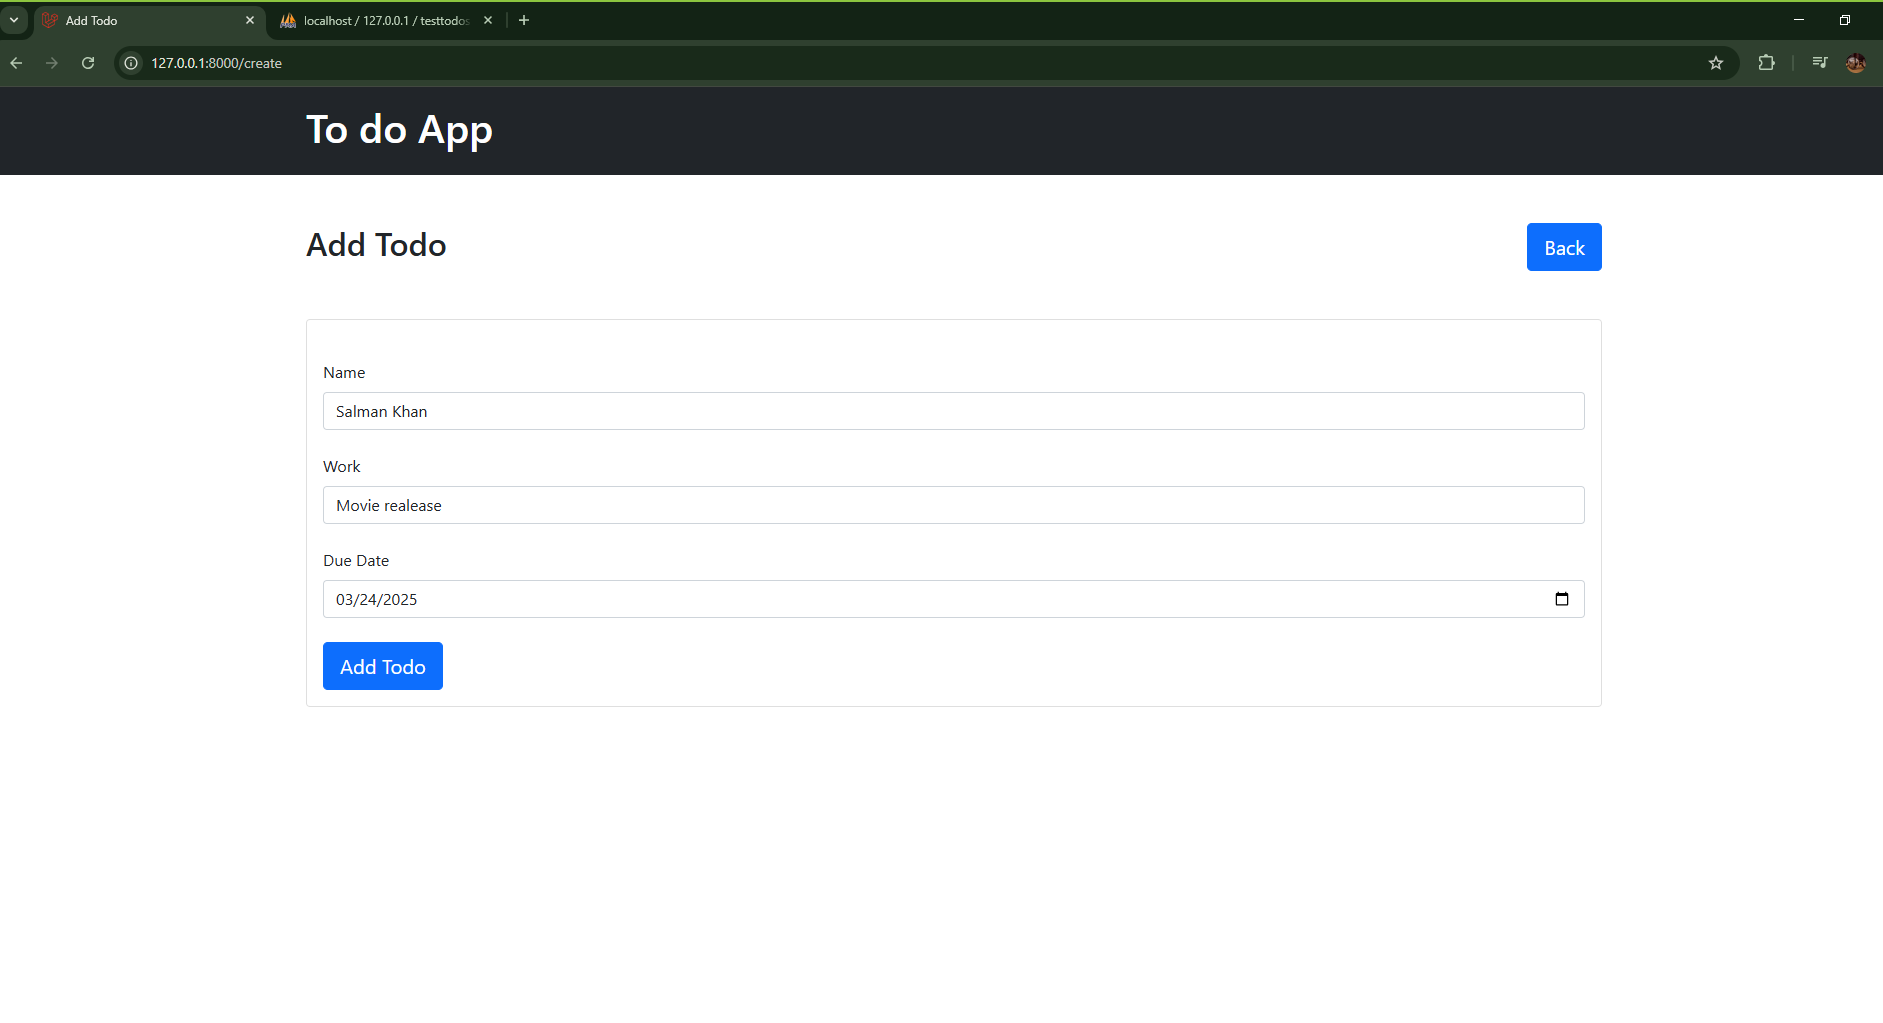 Add Todo
localhost / 127.0.0.1 / testtodos
127.0.0.1:8000/create
To do App
Add Todo
Back
Name
Salman Khan
Work
Movie realease
Due Date
03/24/2025
Add Todo